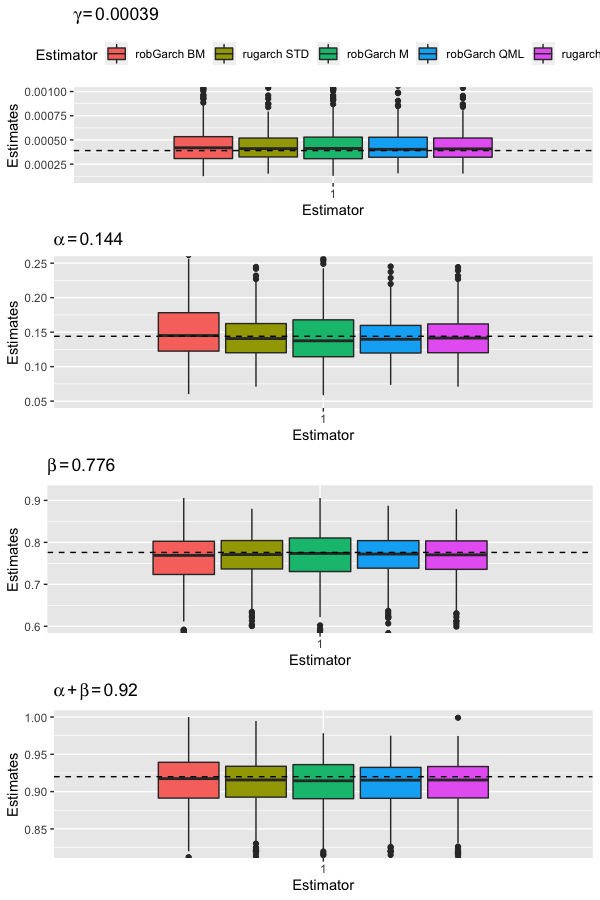 γ = 0.00039
Estimator robGarch BM rugarch STD robGarch M robGarch QML rugarch
0.00100
0.00075
0.00050
0.00025
Estimates
1
Estimator
α = 0.144
0.25
0.20
0.15
0.10
0.05
Estimates
1
Estimator
β = 0.776
0.9
0.8
0.7
0.6
Estimates
1
Estimator
α + β = 0.92
1.00
0.95
0.90
0.85
Estimates
1
Estimator